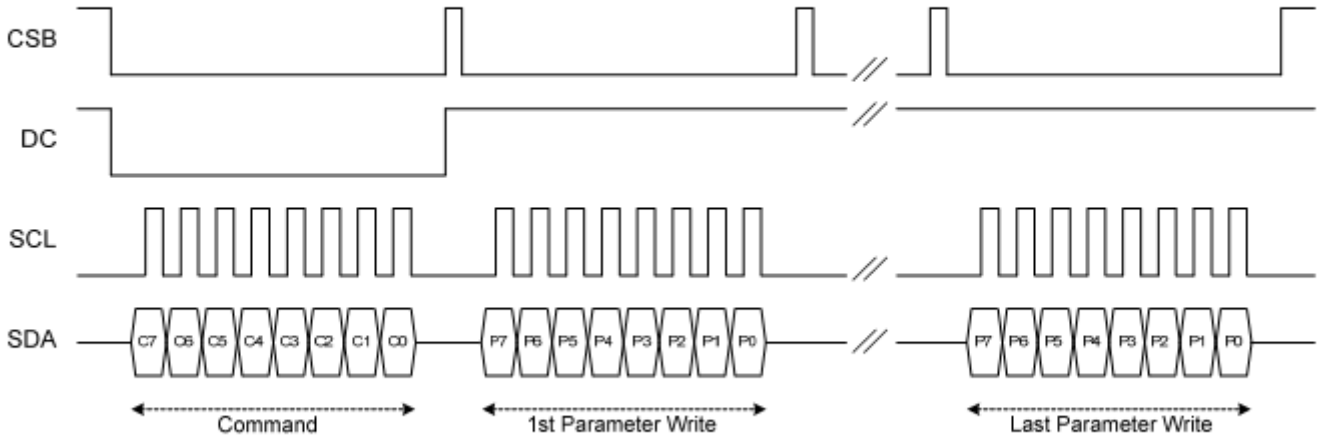 CSB
DC
SCL
SDA
C7 C6 C5 C4 C3 C2 C1 C0 P7 P6 P5 P4 P3 P2 P1 P0 P7 P6 P5 P4 P3 P2 P1 P0
Command 1st Parameter Write Last Parameter Write